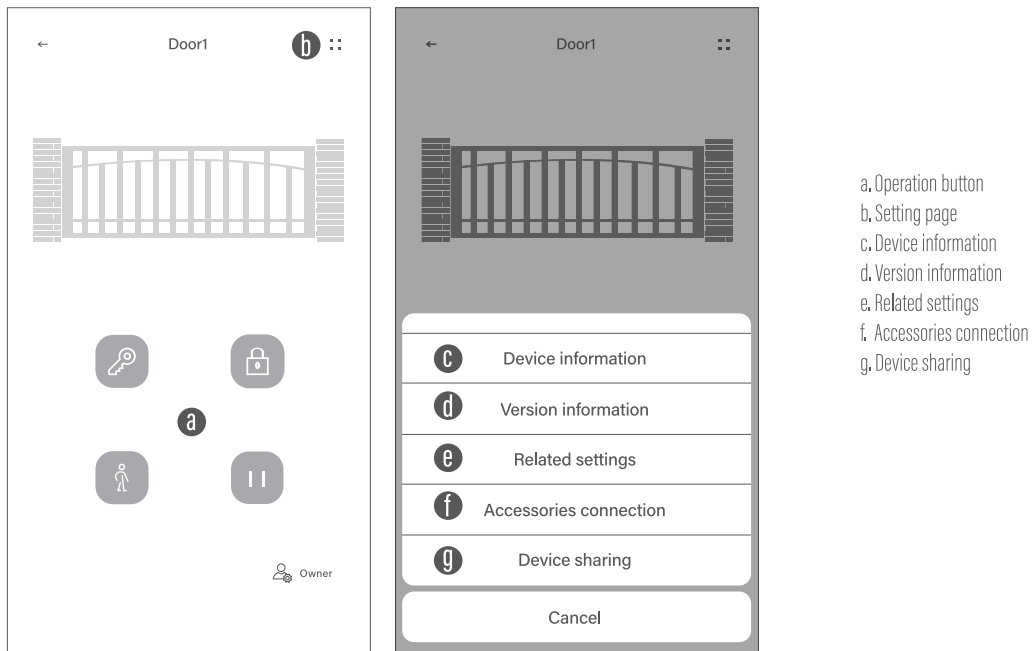 Door1
b
a
Owner
Door1
c
Device information
d
Version information
e
Related settings
f
Accessories connection
g
Device sharing
Cancel
a. Operation button
b. Setting page
c. Device information
d. Version information
e. Related settings
f. Accessories connection
g. Device sharing